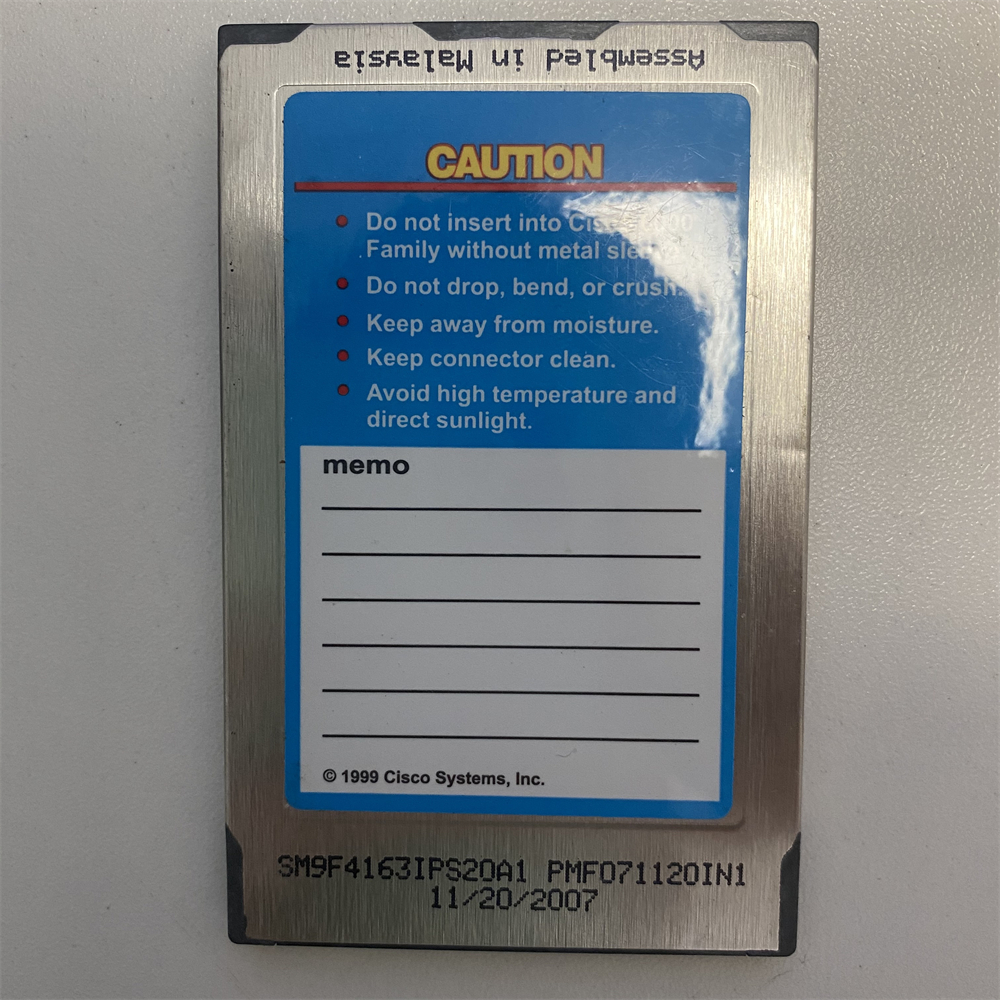 Assembled in Malaysia
CAUTION
Do not insert into
Family without metal
Do not drop, bend, or crush.
Keep away from moisture.
Keep connector clean.
Avoid high temperature and
direct sunlight.
memo
© 1999 Cisco Systems, Inc.
SM9F4163IPS20A1 PMF071120IN1
11/20/2007